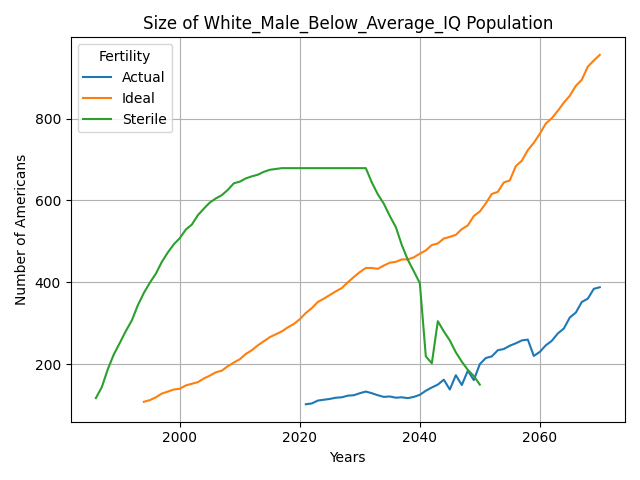 Size of White_Male_Below_Average_IQ Population
Fertility
Actual
Ideal
Sterile
Number of Americans
800
600
400
200
2000
2020
2040
2060
Years